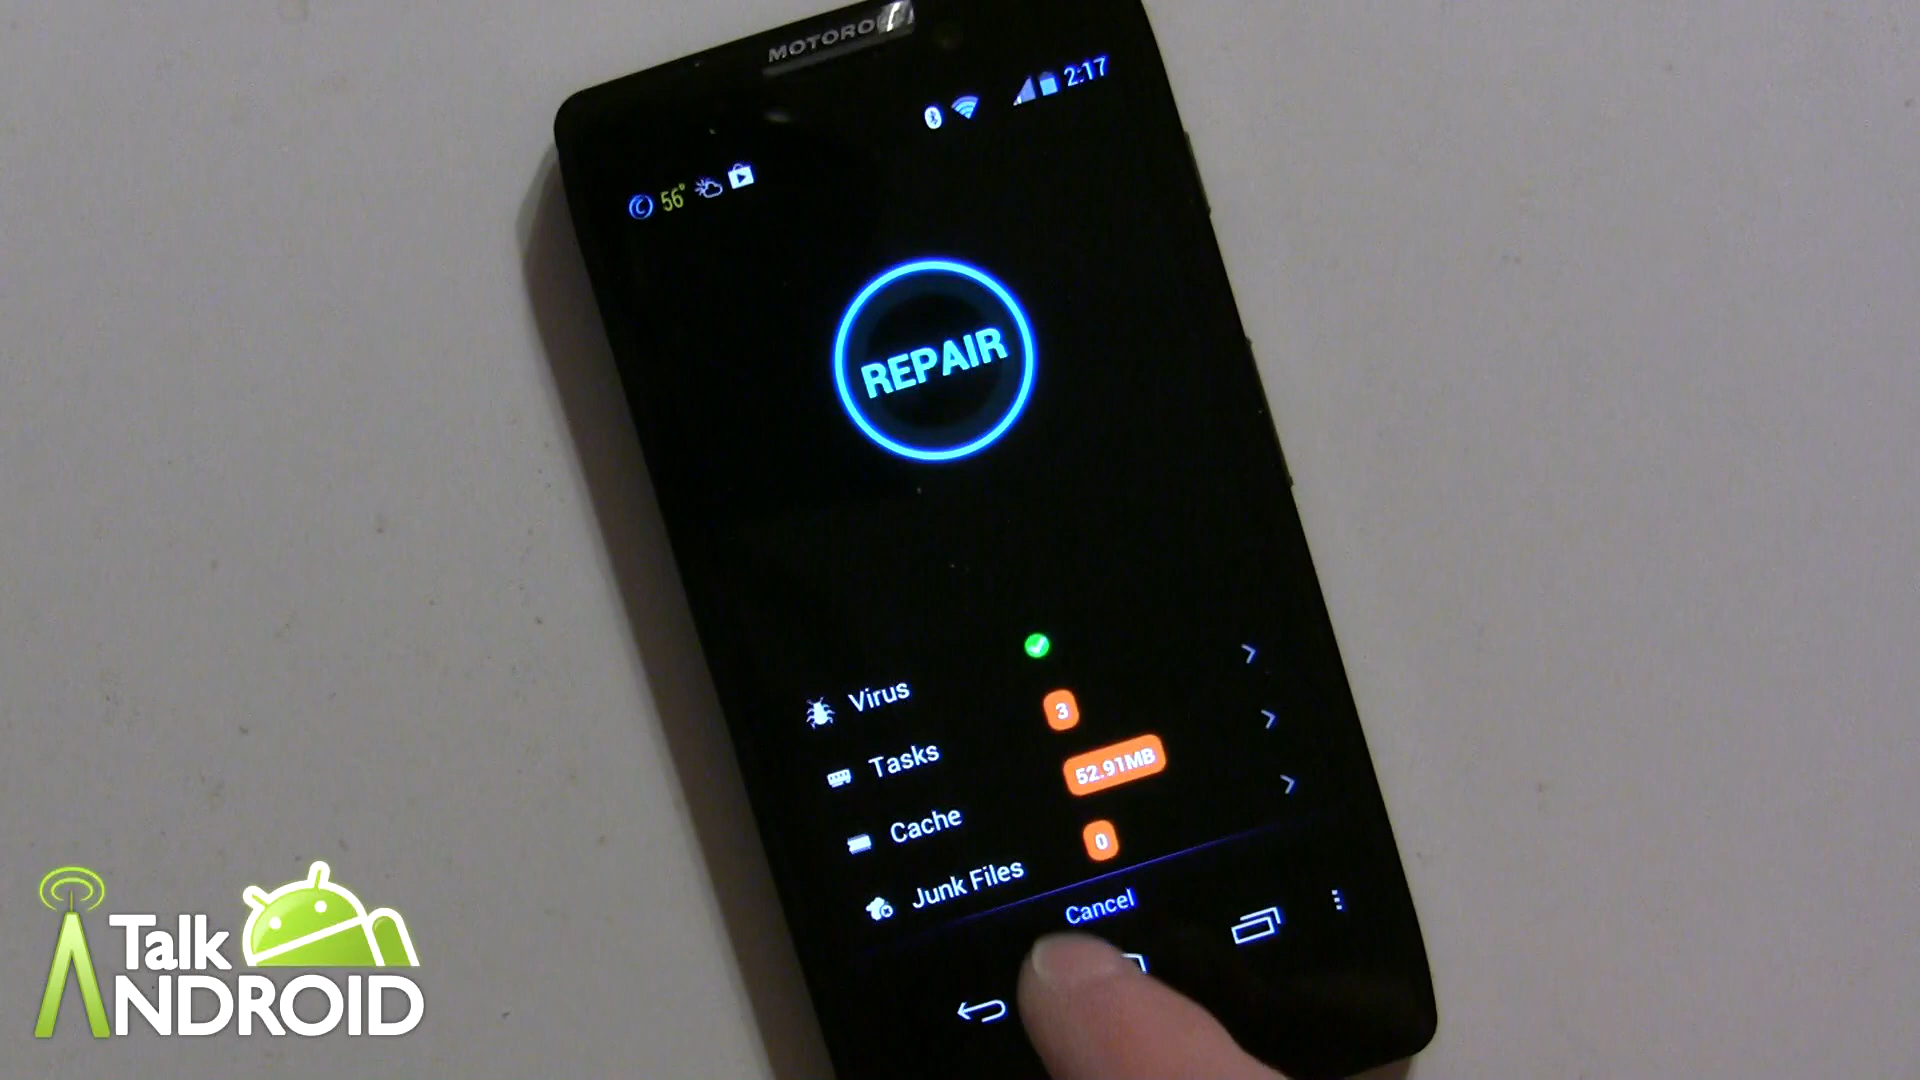 MOTORO
2:17
56°
REPAIR
Virus
Tasks
3
Cache
52.91MB
Junk Files
0
Cancel
Talk
ANDROID